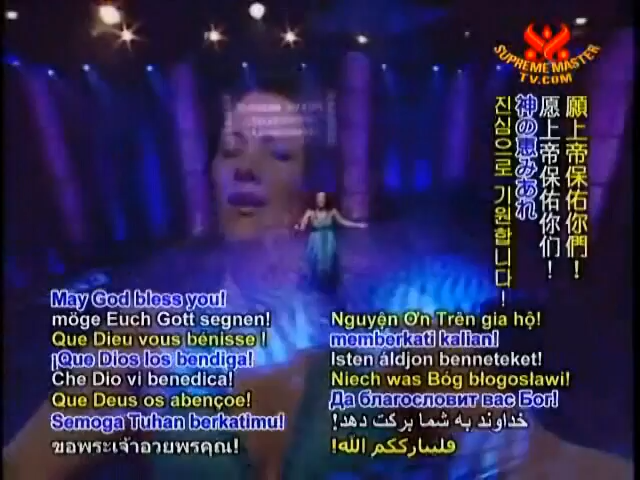 SUPREME MASTER
TV.COM
願上帝保佑你們！
愿上帝保佑你们！
神の恵みあれ
진심으로 기원합니다！
May God bless you!
möge Euch Gott segnen!
Que Dieu vous bénisse !
¡Que Dios los bendiga!
Che Dio vi benedica!
Que Deus os abençoe!
Semoga Tuhan berkatimu!
ขอพระเจ้าอวยพรคุณ!
Nguyện Ơn Trên gia hộ!
memberkati kalian!
Isten áldjon benneteket!
Niech was Bóg błogosławi!
Да благословит вас Бог!
خداوند به شما برکت دهد!
فليبارككم الله!